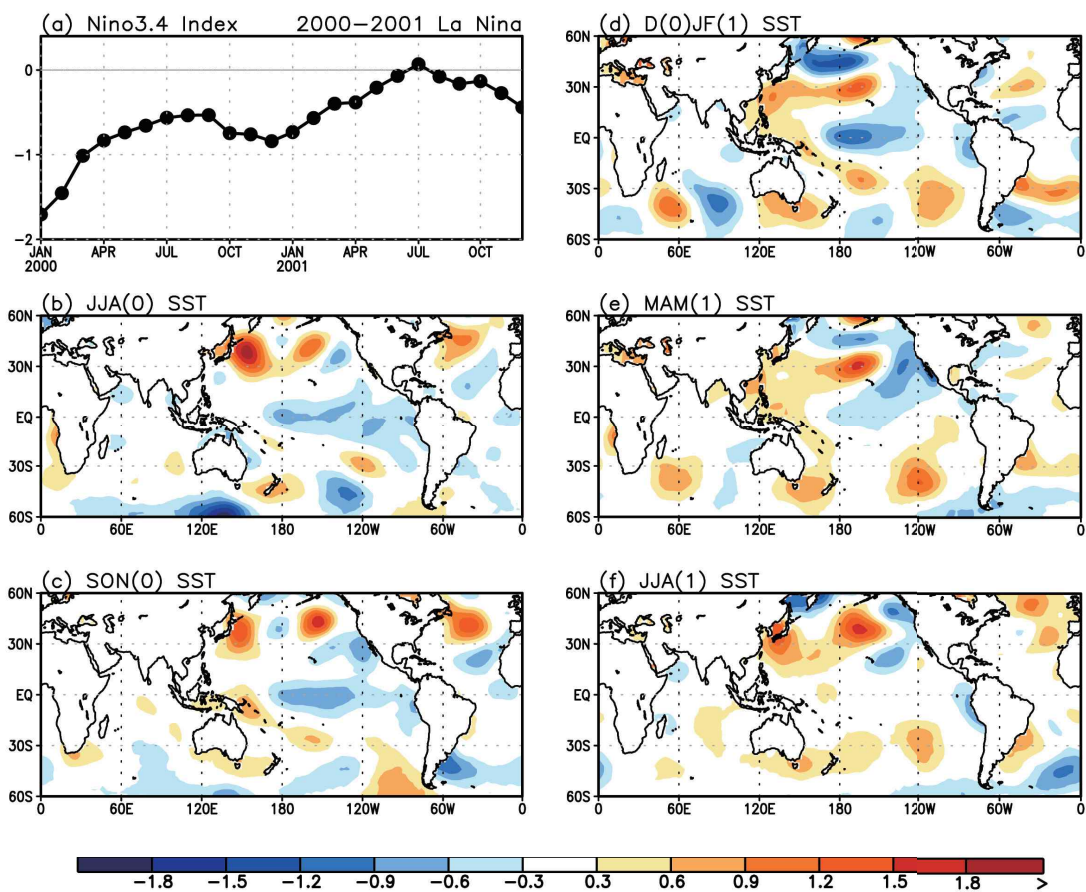 (a) Nino3.4 Index 2000−2001 La Nina
0
−1
−2
JAN APR JUL OCT JAN APR JUL OCT
2000 2001
(b) JJA(0) SST
60N
30N
EQ
30S
60S
0 60E 120E 180 120W 60W 0
(c) SON(0) SST
60N
30N
EQ
30S
60S
0 60E 120E 180 120W 60W 0
(d) D(0)JF(1) SST
60N
30N
EQ
30S
60S
0 60E 120E 180 120W 60W 0
(e) MAM(1) SST
60N
30N
EQ
30S
60S
0 60E 120E 180 120W 60W 0
(f) JJA(1) SST
60N
30N
EQ
30S
60S
0 60E 120E 180 120W 60W 0
−1.8 −1.5 −1.2 −0.9 −0.6 −0.3 0.3 0.6 0.9 1.2 1.5 1.8 >